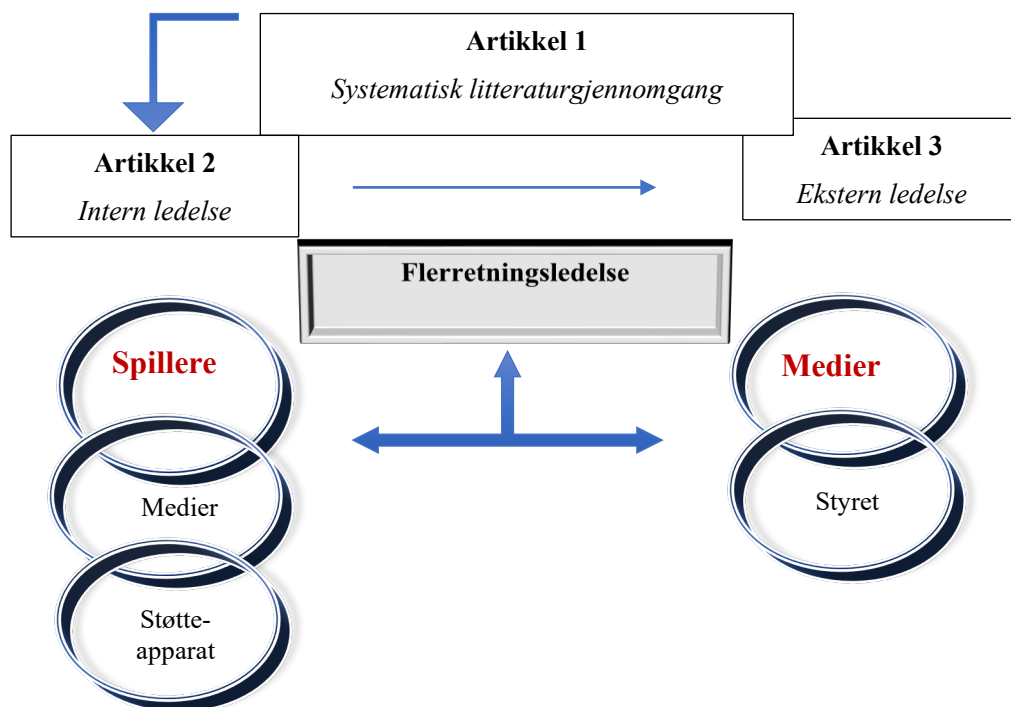 Artikkel 1
Systematisk litteraturgjennomgang
Artikkel 2
Intern ledelse
Artikkel 3
Ekstern ledelse
Flerretningsledelse
Spillere
Medier
Støtte-
apparat
Medier
Styret